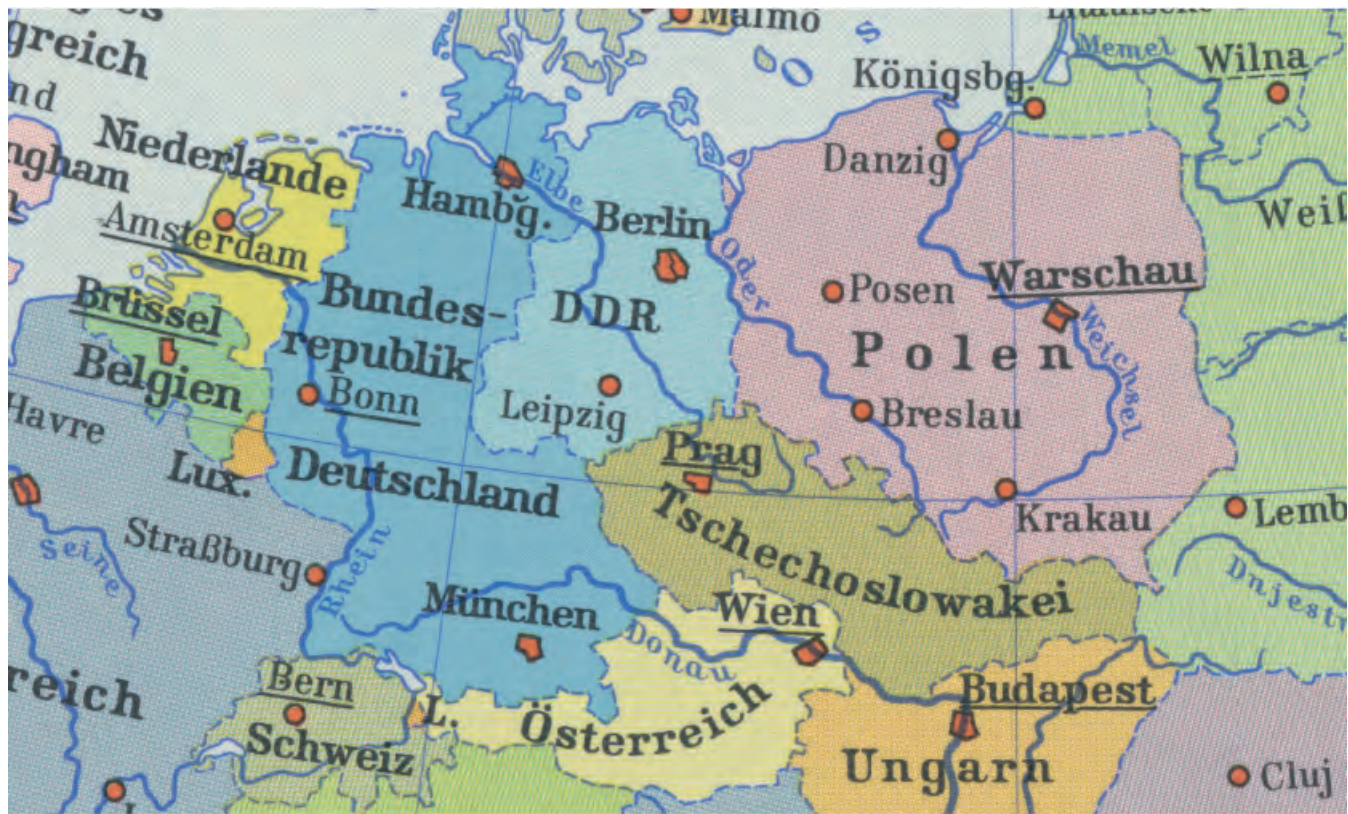 greich
nd
ngham
Malmö
s
O
Litauische
Memel
Wilna
Königsbg.
Niederlande
Danzig
Elbe
Hambg.
Berlin
Amsterdam
Weiß
Oder
Posen
Warschau
Brüssel
Bundes-
republik
DDR
Polen
Weichsel
Belgien
Bonn
Leipzig
Breslau
Havre
Lux.
Deutschland
Prag
Tschechoslowakei
Krakau
Lemb
Seine
Straßburg
Rhein
München
Donau
Wien
Dnjestr
reich
Bern
Schweiz
L.
Österreich
Budapest
Ungarn
Cluj